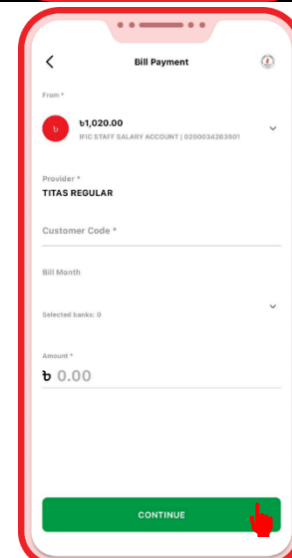 Bill Payment
From *
৳
৳1,020.00
IFIC STAFF SALARY ACCOUNT | 0200034263501
Provider *
TITAS REGULAR
Customer Code *
Bill Month
Selected banks: 0
Amount *
৳ 0.00
CONTINUE